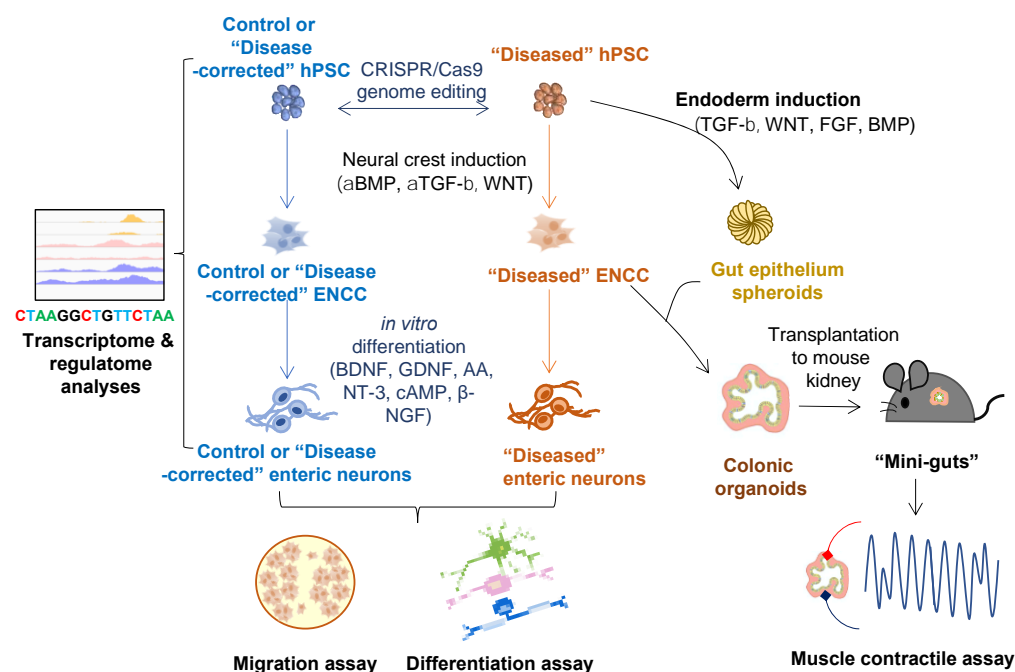 Control or
“Disease
-corrected” hPSC
“Diseased” hPSC
CRISPR/Cas9
genome editing
Endoderm induction
(TGF-b, WNT, FGF, BMP)
Neural crest induction
(aBMP, aTGF-b, WNT)
Control or “Disease
-corrected” ENCC
“Diseased” ENCC
Gut epithelium
spheroids
CTAAGGCTGTTCTAA
Transcriptome &
regulatome
analyses
in vitro
differentiation
(BDNF, GDNF, AA,
NT-3, cAMP, β-
NGF)
Transplantation
to mouse
kidney
Control or “Disease
-corrected” enteric neurons
“Diseased”
enteric neurons
Colonic
organoids
“Mini-guts”
Migration assay
Differentiation assay
Muscle contractile assay